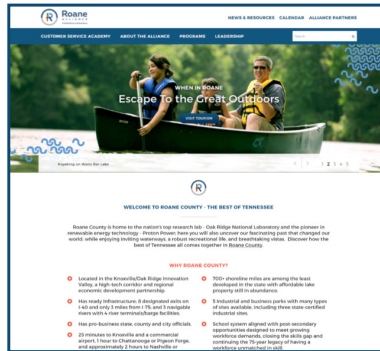 Roane
ALLIANCE
NEWS & RESOURCES CALENDAR ALLIANCE PARTNERS
CUSTOMER SERVICE ACADEMY ABOUT THE ALLIANCE PROGRAMS LEADERSHIP
Search
WHEN IN ROANE
Escape To the Great Outdoors
VISIT TOURISM
Kayaking on Watts Bar Lake
1 2 3 4 5
WELCOME TO ROANE COUNTY - THE BEST OF TENNESSEE
Roane County is home to the nation's top research lab - Oak Ridge National Laboratory and the pioneer in
renewable energy technology - Proton Power; here you will also uncover our fascinating past that changed our
world, while enjoying inviting waterways, a robust recreational life, and breathtaking vistas. Discover how the
best of Tennessee all comes together in Roane County.
WHY ROANE COUNTY?
Located in the Knoxville/Oak Ridge Innovation
Valley, a high-tech corridor and regional
economic development partnership.
Has ready infrastructure, 8 designated exits on
I-40 and only 3 miles from I-75, and 3 navigable
rivers with 4 river terminals/barge facilities.
Has pro-business state, county and city officials.
25 minutes to Knoxville and a commercial
airport, 1 hour to Chattanooga or Pigeon Forge,
and approximately 2 hours to Nashville or
700+ shoreline miles are among the least
developed in the state with affordable lake
property still in abundance.
5 industrial and business parks with many types
of sites available, including three state-certified
industrial sites.
School system aligned with post-secondary
opportunities designed to meet growing
workforce demands, closing the skills gap and
continuing the 75-year legacy of having a
workforce unmatched in skill.